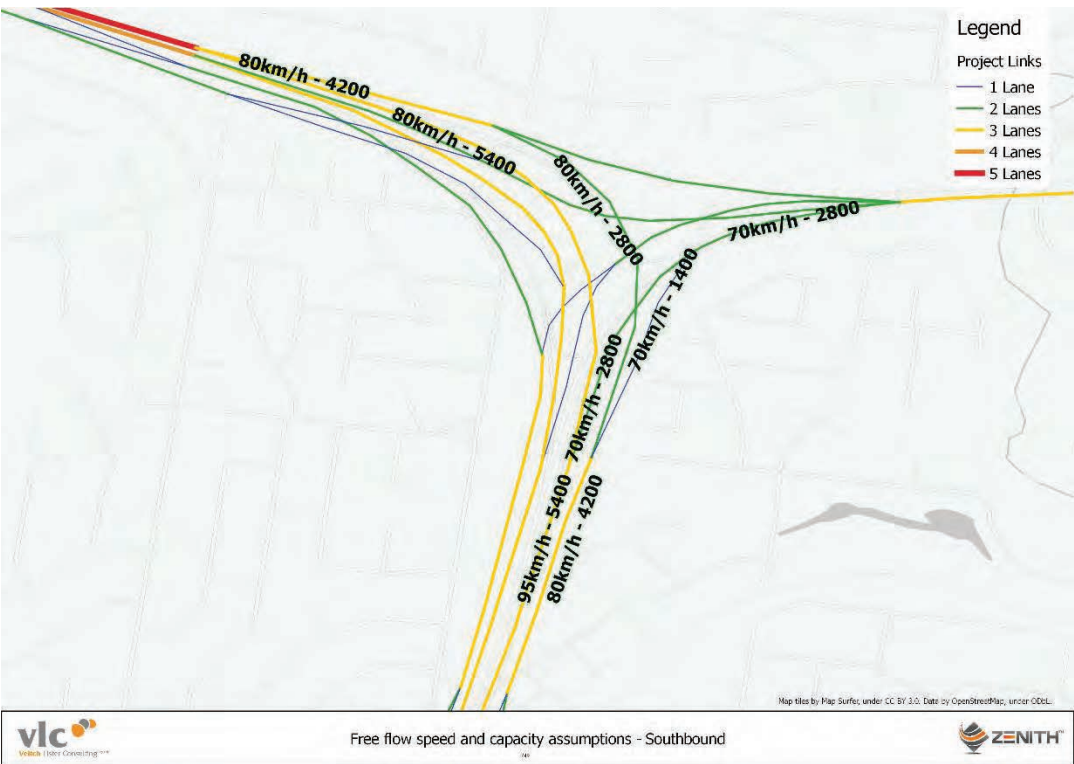 Legend
Project Links
1 Lane
2 Lanes
3 Lanes
4 Lanes
5 Lanes
80km/h - 4200
80km/h - 5400
80km/h - 2800
70km/h - 2800
70km/h - 1400
70km/h - 2800
95km/h - 5400
80km/h - 4200
Map tiles by Map Surfer, under CC BY 3.0. Data by OpenStreetMap, under ODbL.
vlc
Veitch Lister Consulting
Free flow speed and capacity assumptions - Southbound
ZENITH